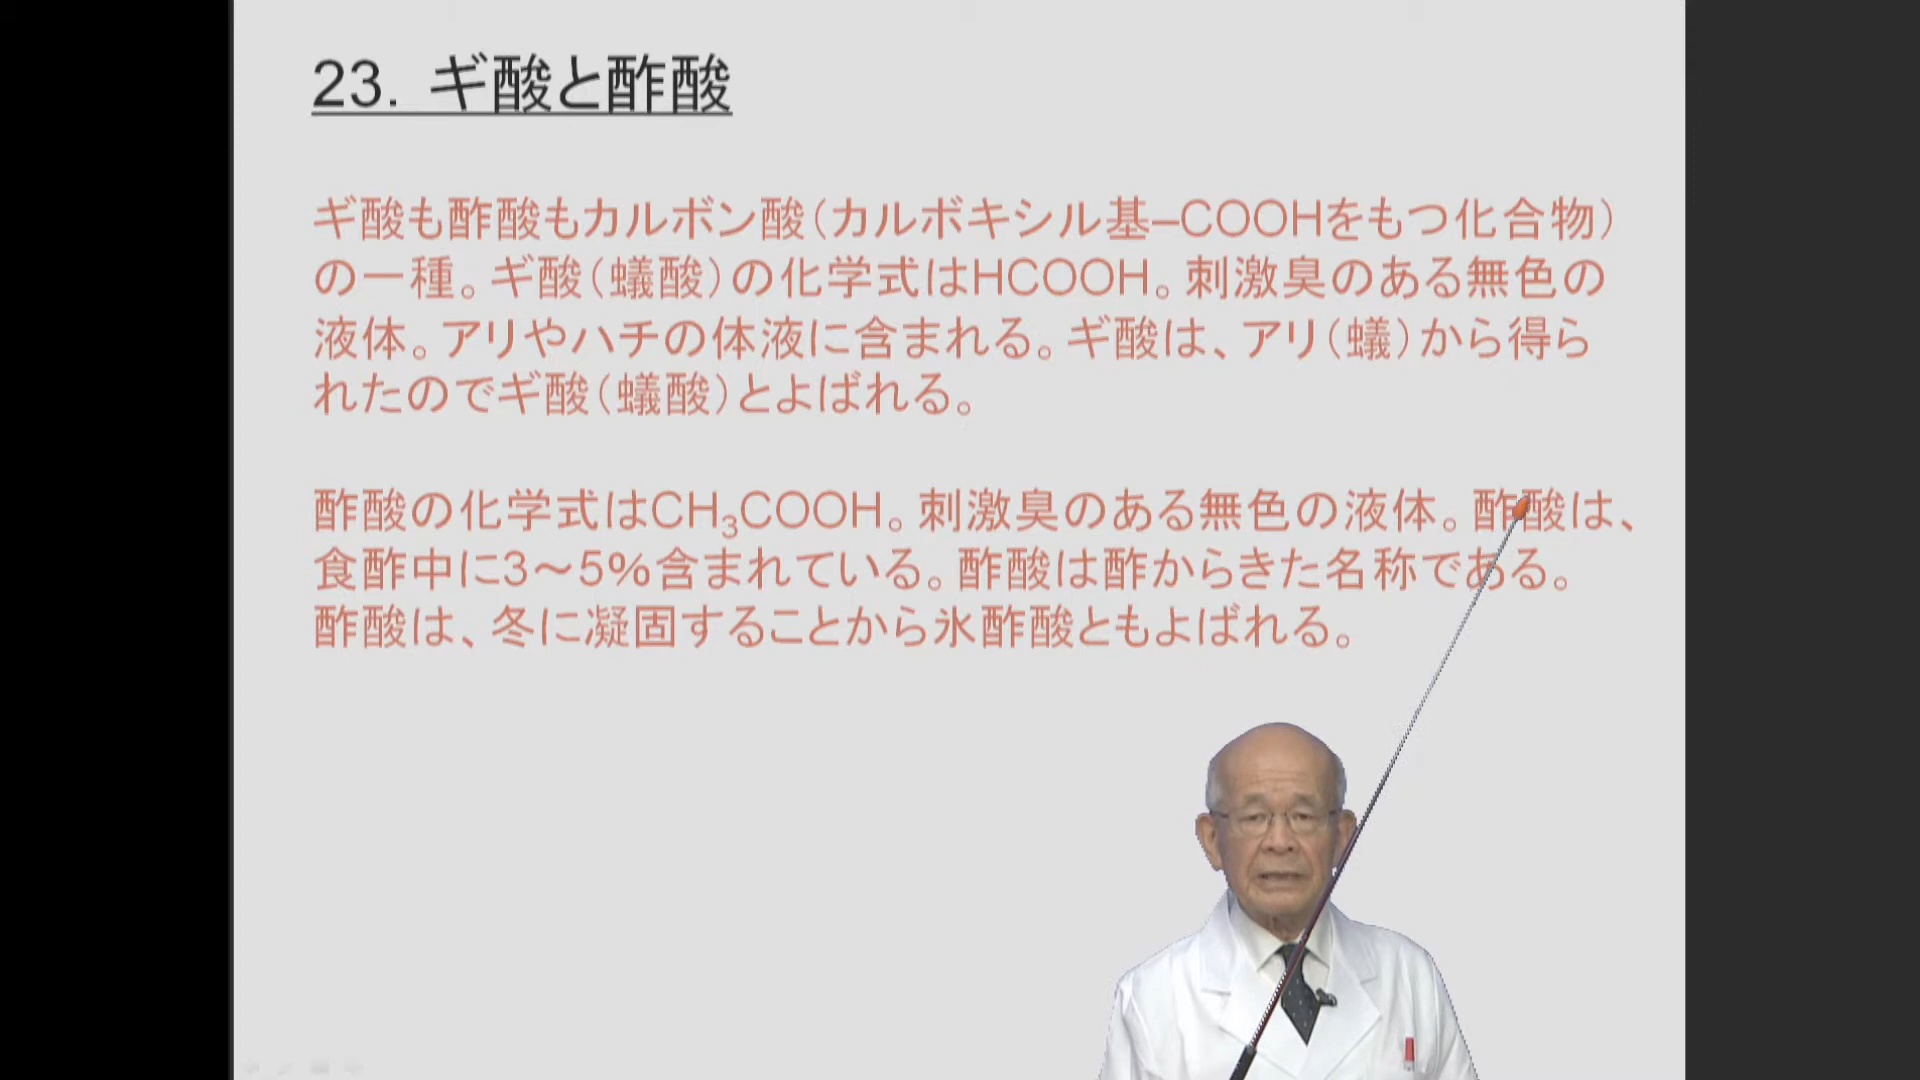 23. ギ酸と酢酸
ギ酸も酢酸もカルボン酸（カルボキシル基–COOHをもつ化合物）
の一種。ギ酸（蟻酸）の化学式はHCOOH。刺激臭のある無色の
液体。アリやハチの体液に含まれる。ギ酸は、アリ（蟻）から得ら
れたのでギ酸（蟻酸）とよばれる。
酢酸の化学式はCH₃COOH。刺激臭のある無色の液体。酢酸は、
食酢中に3～5%含まれている。酢酸は酢からきた名称である。
酢酸は、冬に凝固することから氷酢酸ともよばれる。